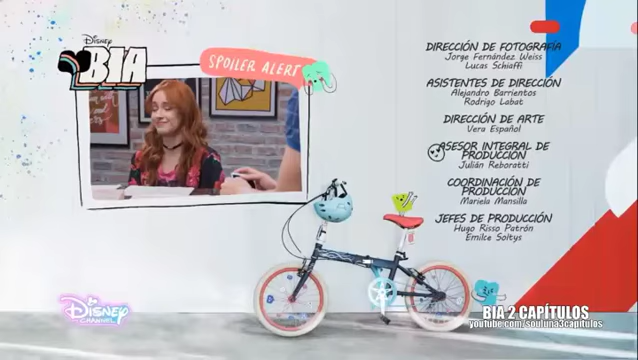 Disney
BIA
SPOILER ALERT
DIRECCIÓN DE FOTOGRAFÍA
Jorge Fernández Weiss
Lucas Schiaffi
ASISTENTES DE DIRECCIÓN
Alejandro Barrientos
Rodrigo Labat
DIRECCIÓN DE ARTE
Vera Español
ASESOR INTEGRAL DE
PRODUCCIÓN
Julián Reboratti
COORDINACIÓN DE
PRODUCCIÓN
Mariela Mansilla
JEFES DE PRODUCCIÓN
Hugo Risso Patrón
Emilce Soltys
Disney
CHANNEL
BIA 2 CAPÍTULOS
youtube.com/souluna3capitulos